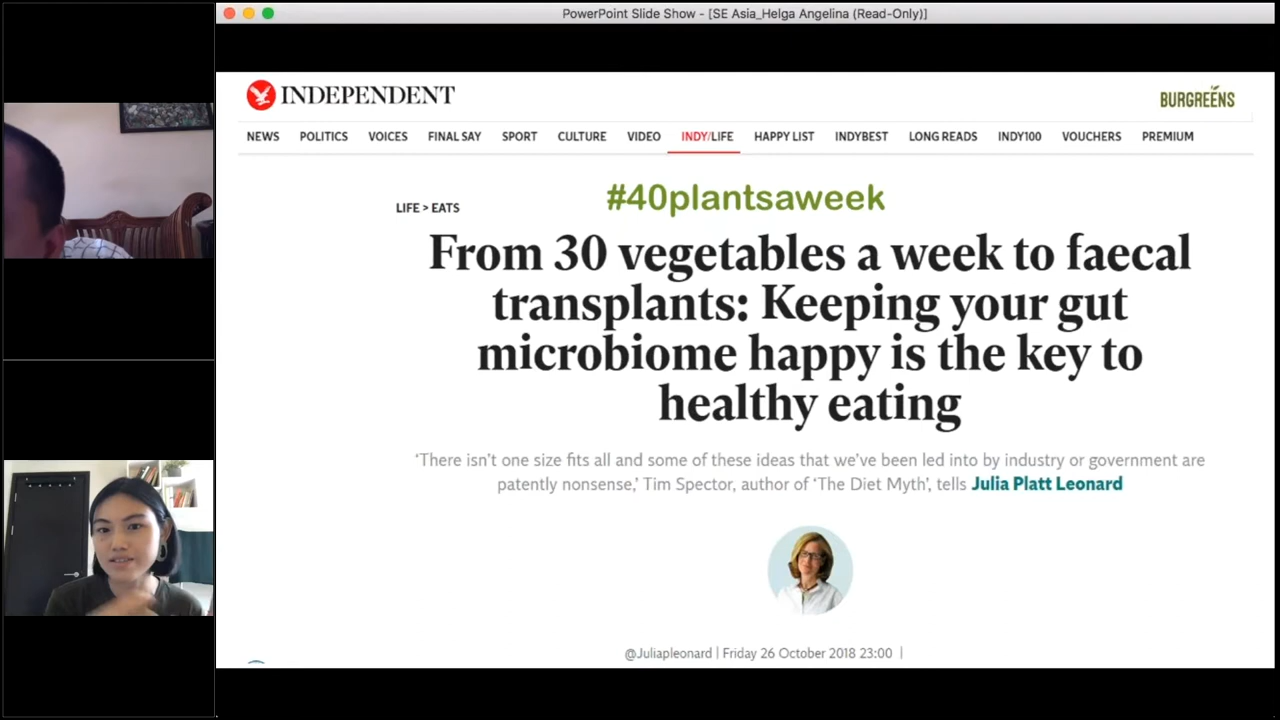 PowerPoint Slide Show - [SE Asia_Helga Angelina (Read-Only)]
INDEPENDENT
BURGREENS
NEWS POLITICS VOICES FINAL SAY SPORT CULTURE VIDEO INDY/LIFE HAPPY LIST INDYBEST LONG READS INDY100 VOUCHERS PREMIUM
#40plantsaweek
LIFE > EATS
From 30 vegetables a week to faecal
transplants: Keeping your gut
microbiome happy is the key to
healthy eating
‘There isn’t one size fits all and some of these ideas that we’ve been led into by industry or government are
patently nonsense,’ Tim Spector, author of ‘The Diet Myth’, tells Julia Platt Leonard
@Juliapleonard | Friday 26 October 2018 23:00 |